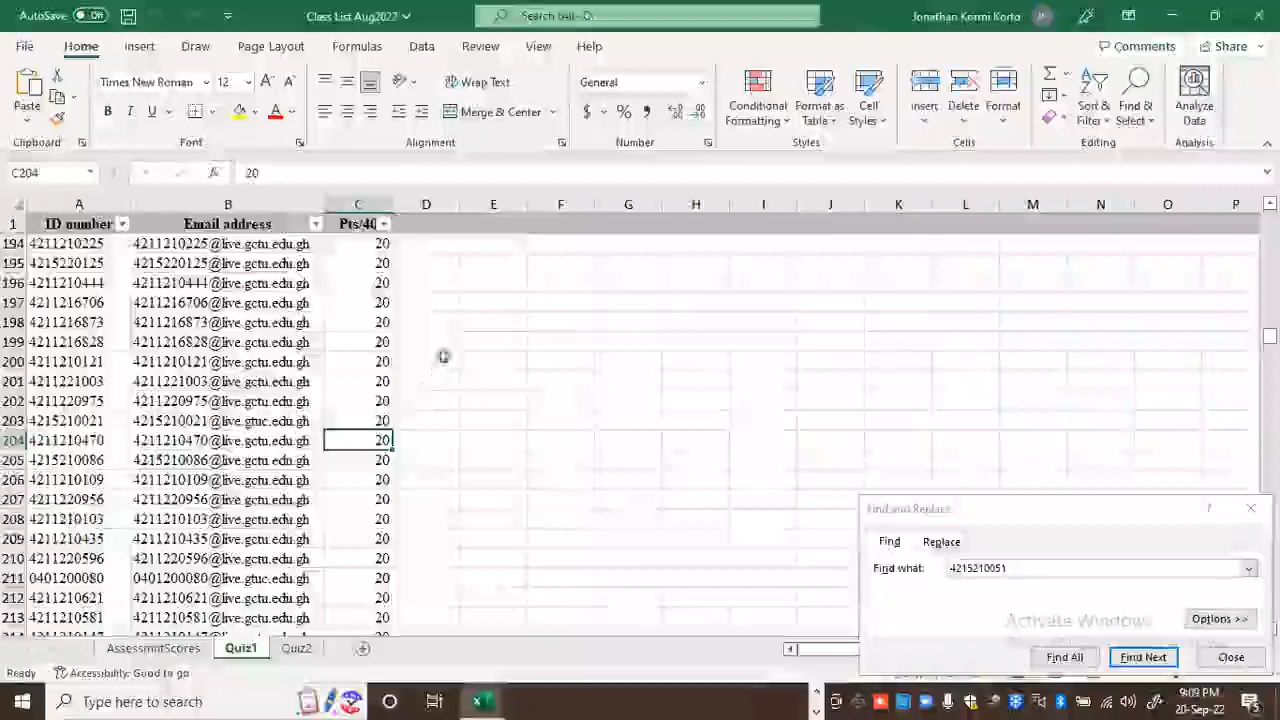 AutoSave Off Class List Aug2022 Jonathan Kormi Korto
File Home Insert Draw Page Layout Formulas Data Review View Help Comments Share
Paste Times New Roman 12 Wrap Text General
Merge & Center Conditional Formatting Format as Table Cell Styles Insert Delete Format Sort & Filter Find & Select Analyze Data
Clipboard Font Alignment Number Styles Cells Editing Analysis
C204 fx 20
A B C D E F G H I J K L M N O P
1 ID number Email address Pts/40
194 4211210225 4211210225@live.gctu.edu.gh 20
195 4215220125 4215220125@live.gctu.edu.gh 20
196 4211210444 4211210444@live.gctu.edu.gh 20
197 4211216706 4211216706@live.gctu.edu.gh 20
198 4211216873 4211216873@live.gctu.edu.gh 20
199 4211216828 4211216828@live.gctu.edu.gh 20
200 4211210121 4211210121@live.gctu.edu.gh 20
201 4211221003 4211221003@live.gctu.edu.gh 20
202 4211220975 4211220975@live.gctu.edu.gh 20
203 4215210021 4215210021@live.gtuc.edu.gh 20
204 4211210470 4211210470@live.gctu.edu.gh 20
205 4215210086 4215210086@live.gctu.edu.gh 20
206 4211210109 4211210109@live.gctu.edu.gh 20
207 4211220956 4211220956@live.gctu.edu.gh 20
208 4211210103 4211210103@live.gctu.edu.gh 20
209 4211210435 4211210435@live.gctu.edu.gh 20
210 4211220596 4211220596@live.gctu.edu.gh 20
211 0401200080 0401200080@live.gtuc.edu.gh 20
212 4211210621 4211210621@live.gctu.edu.gh 20
213 4211210581 4211210581@live.gctu.edu.gh 20
Find and Replace ?
Find Replace
Find what: 4215210051
Activate Windows
Options >>
Find All Find Next Close
Quiz1 Quiz2
Ready Accessibility: Good to go
Type here to search
9:09 PM
20-Sep-22